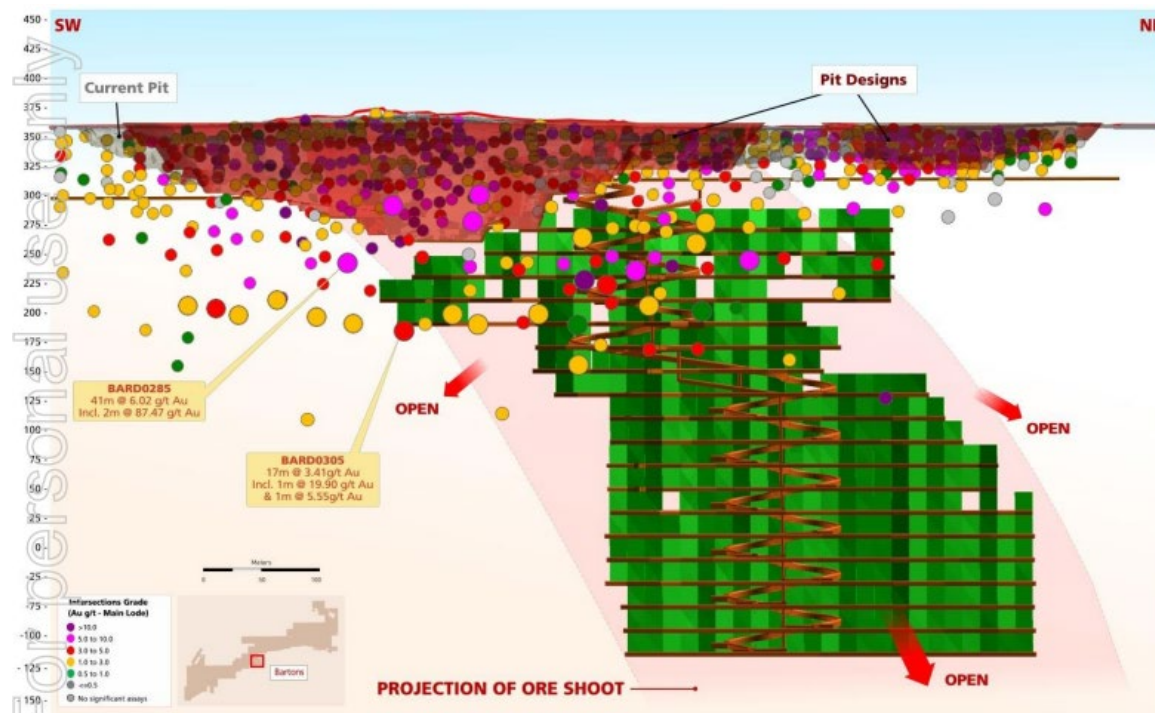 For personal use only
SW
Current Pit
Pit Designs
450
425
400
375
350
325
300
275
250
225
200
175
150
125
100
75
50
25
0
-25
-50
-75
-100
-125
-150
BARD0285
41m @ 6.02 g/t Au
Incl. 2m @ 87.47 g/t Au
BARD0305
17m @ 3.41g/t Au
Incl. 1m @ 19.90 g/t Au
& 1m @ 5.55g/t Au
OPEN
OPEN
OPEN
PROJECTION OF ORE SHOOT
Meters
0 50 100
Intersections Grade
(Au g/t - Main Lode)
>10.0
5.0 to 10.0
3.0 to 5.0
1.0 to 3.0
0.5 to 1.0
<=0.5
No significant assays
Bartons